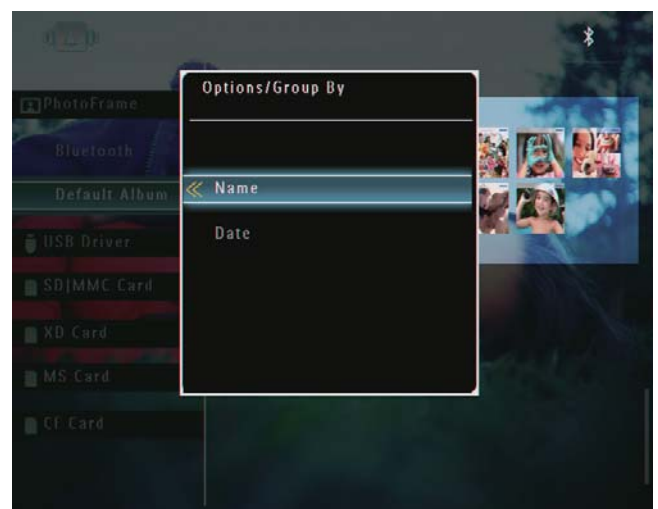 Options/Group By
PhotoFrame
Bluetooth
Default Album
Name
USB Driver
Date
SD|MMC Card
XD Card
MS Card
CF Card